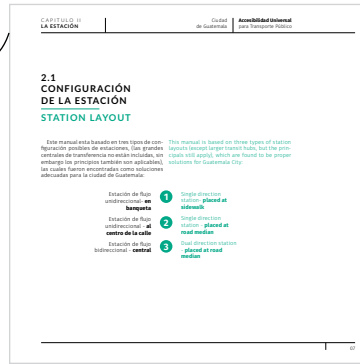 CAPITULO II
LA ESTACIÓN
Ciudad
de Guatemala
Accesibilidad Universal
para Transporte Público
2.1
CONFIGURACIÓN
DE LA ESTACIÓN
STATION LAYOUT
Este manual esta basado en tres tipos de con-
figuración posibles de estaciones, (las grandes
centrales de transferencia no están incluidas, sin
embargo los principios también son aplicables),
las cuales fueron encontradas como soluciones
adecuadas para la ciudad de Guatemala:
This manual is based on three types of station
layouts (except larger transit hubs, but the prin-
cipals still apply), which are found to be proper
solutions for Guatemala City.
Estación de flujo
unidireccional- en
banqueta
1
Single direction
station- placed at
sidewalk
Estación de flujo
unidireccional - al
centro de la calle
2
Single direction
station - placed at
road median
Estación de flujo
bidireccional - central
3
Dual direction station
- placed at road
median